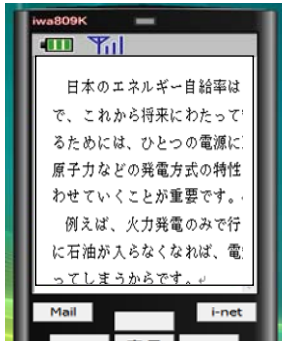 iwa809K
日本のエネルギー自給率は
で、これから将来にわたって
るためには、ひとつの電源に
原子力などの発電方式の特性
わせていくことが重要です。
例えば、火力発電のみで行
に石油が入らなくなれば、電
ってしまうからです。
Mail
i-net